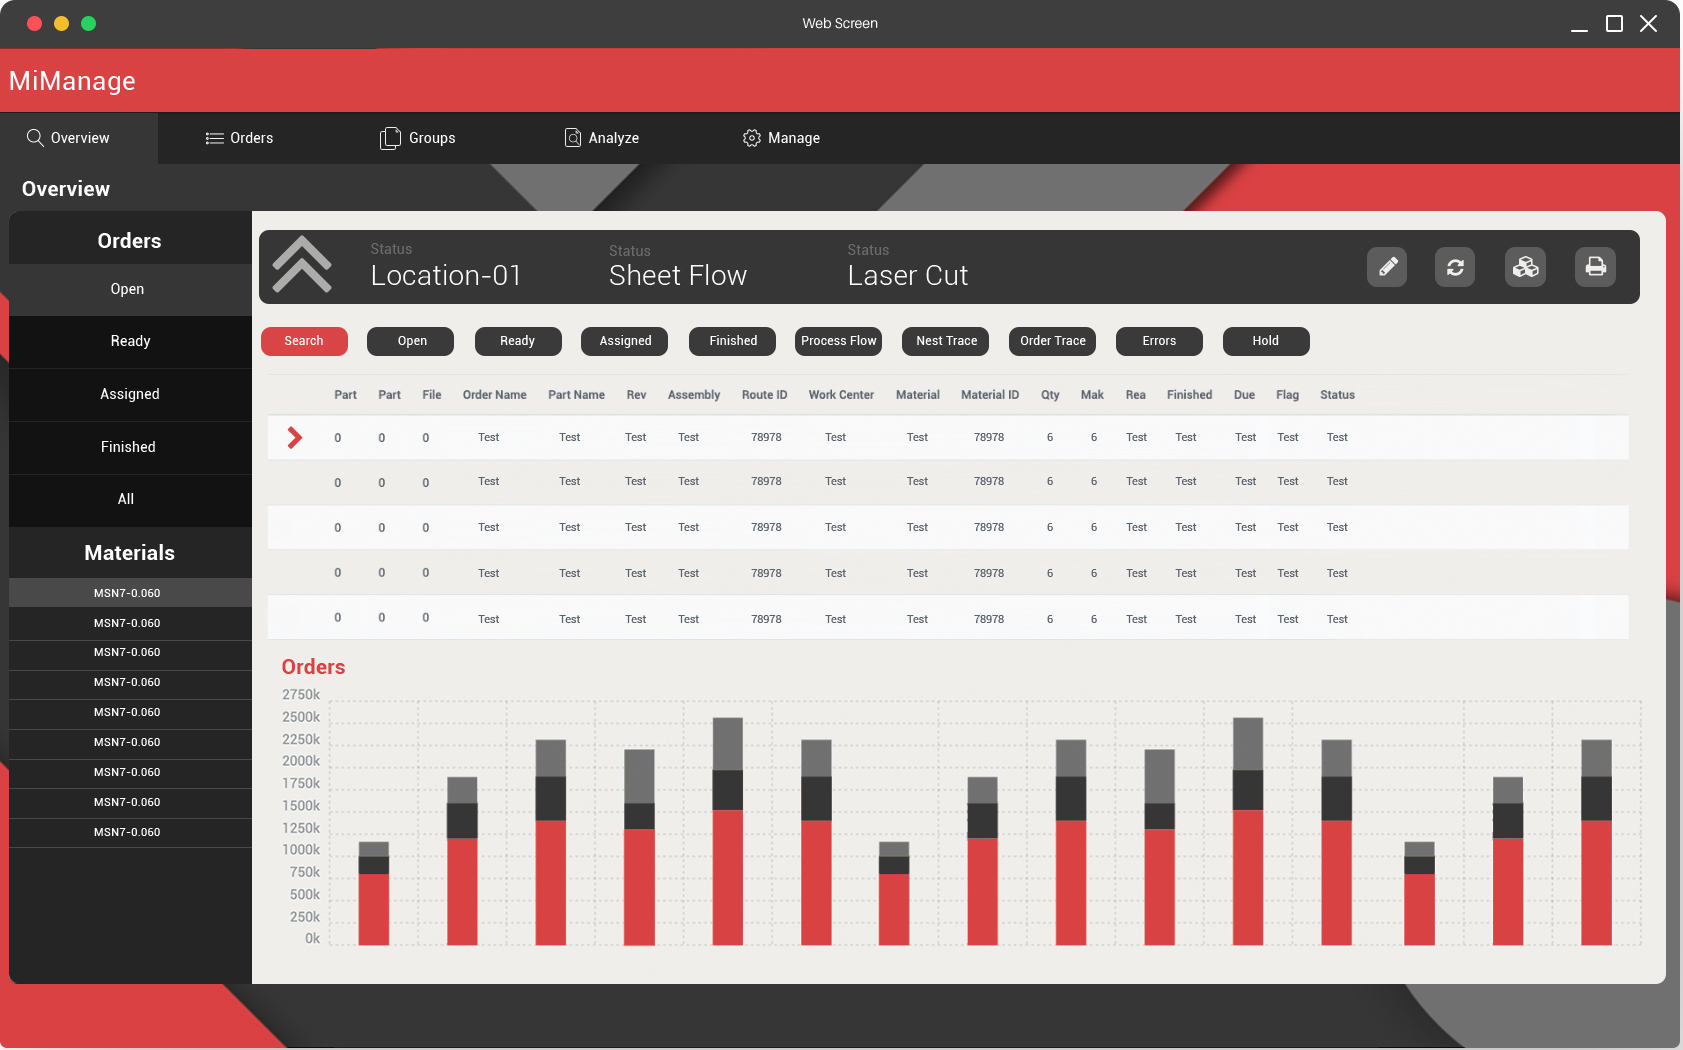 Web Screen
MiManage
Overview Orders Groups Analyze Manage
Overview
Orders
Open
Ready
Assigned
Finished
All
Materials
MSN7-0.060
MSN7-0.060
MSN7-0.060
MSN7-0.060
MSN7-0.060
MSN7-0.060
MSN7-0.060
MSN7-0.060
MSN7-0.060
Status Status Status
Location-01 Sheet Flow Laser Cut
Search Open Ready Assigned Finished Process Flow Nest Trace Order Trace Errors Hold
Part Part File Order Name Part Name Rev Assembly Route ID Work Center Material Material ID Qty Mak Rea Finished Due Flag Status
0 0 0 Test Test Test Test 78978 Test Test 78978 6 6 Test Test Test Test Test
0 0 0 Test Test Test Test 78978 Test Test 78978 6 6 Test Test Test Test Test
0 0 0 Test Test Test Test 78978 Test Test 78978 6 6 Test Test Test Test Test
0 0 0 Test Test Test Test 78978 Test Test 78978 6 6 Test Test Test Test Test
0 0 0 Test Test Test Test 78978 Test Test 78978 6 6 Test Test Test Test Test
Orders
2750k
2500k
2250k
2000k
1750k
1500k
1250k
1000k
750k
500k
250k
0k